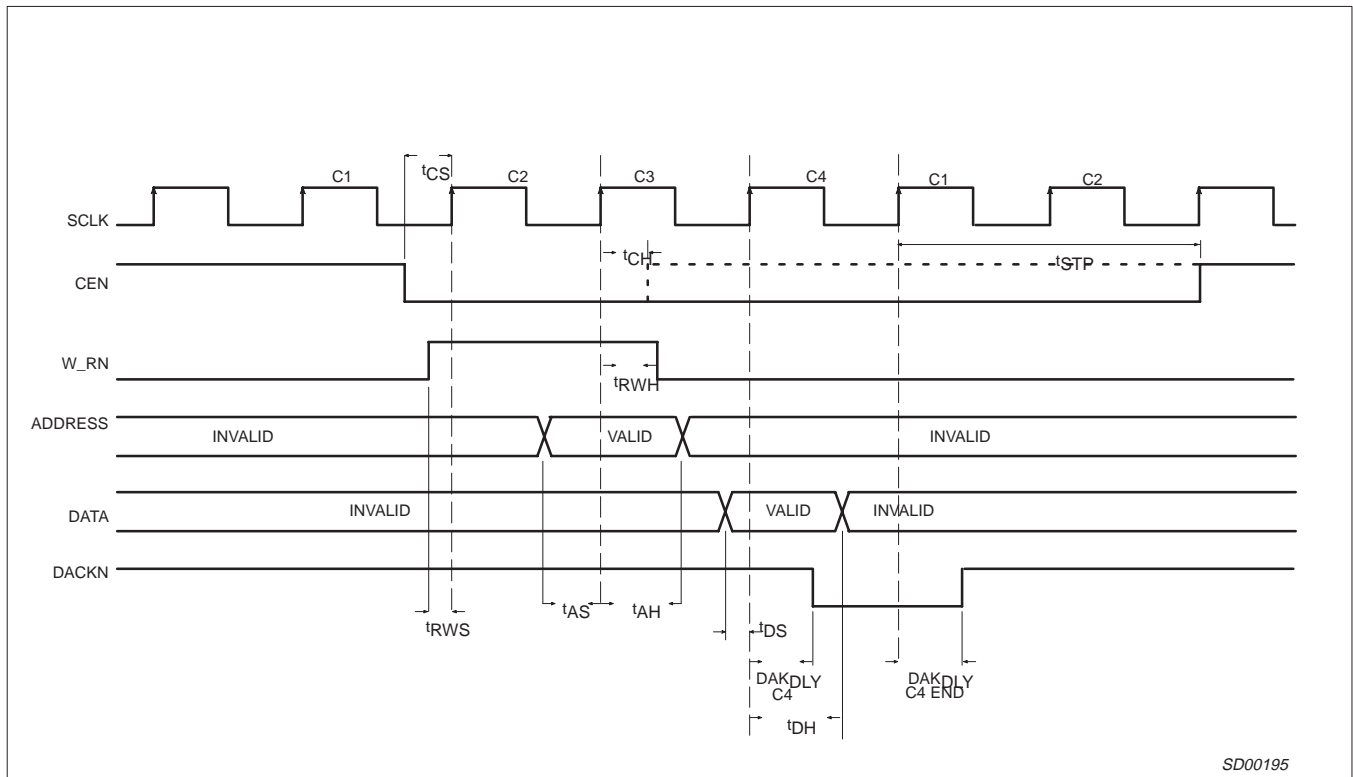 C1
tCS
C2
C3
C4
C1
C2
SCLK
tCH
tSTP
CEN
W_RN
tRWH
ADDRESS
INVALID
VALID
INVALID
DATA
INVALID
VALID
INVALID
DACKN
tRWS
tAS
tAH
tDS
DAKDLY
C4
DAKDLY
C4 END
tDH
SD00195